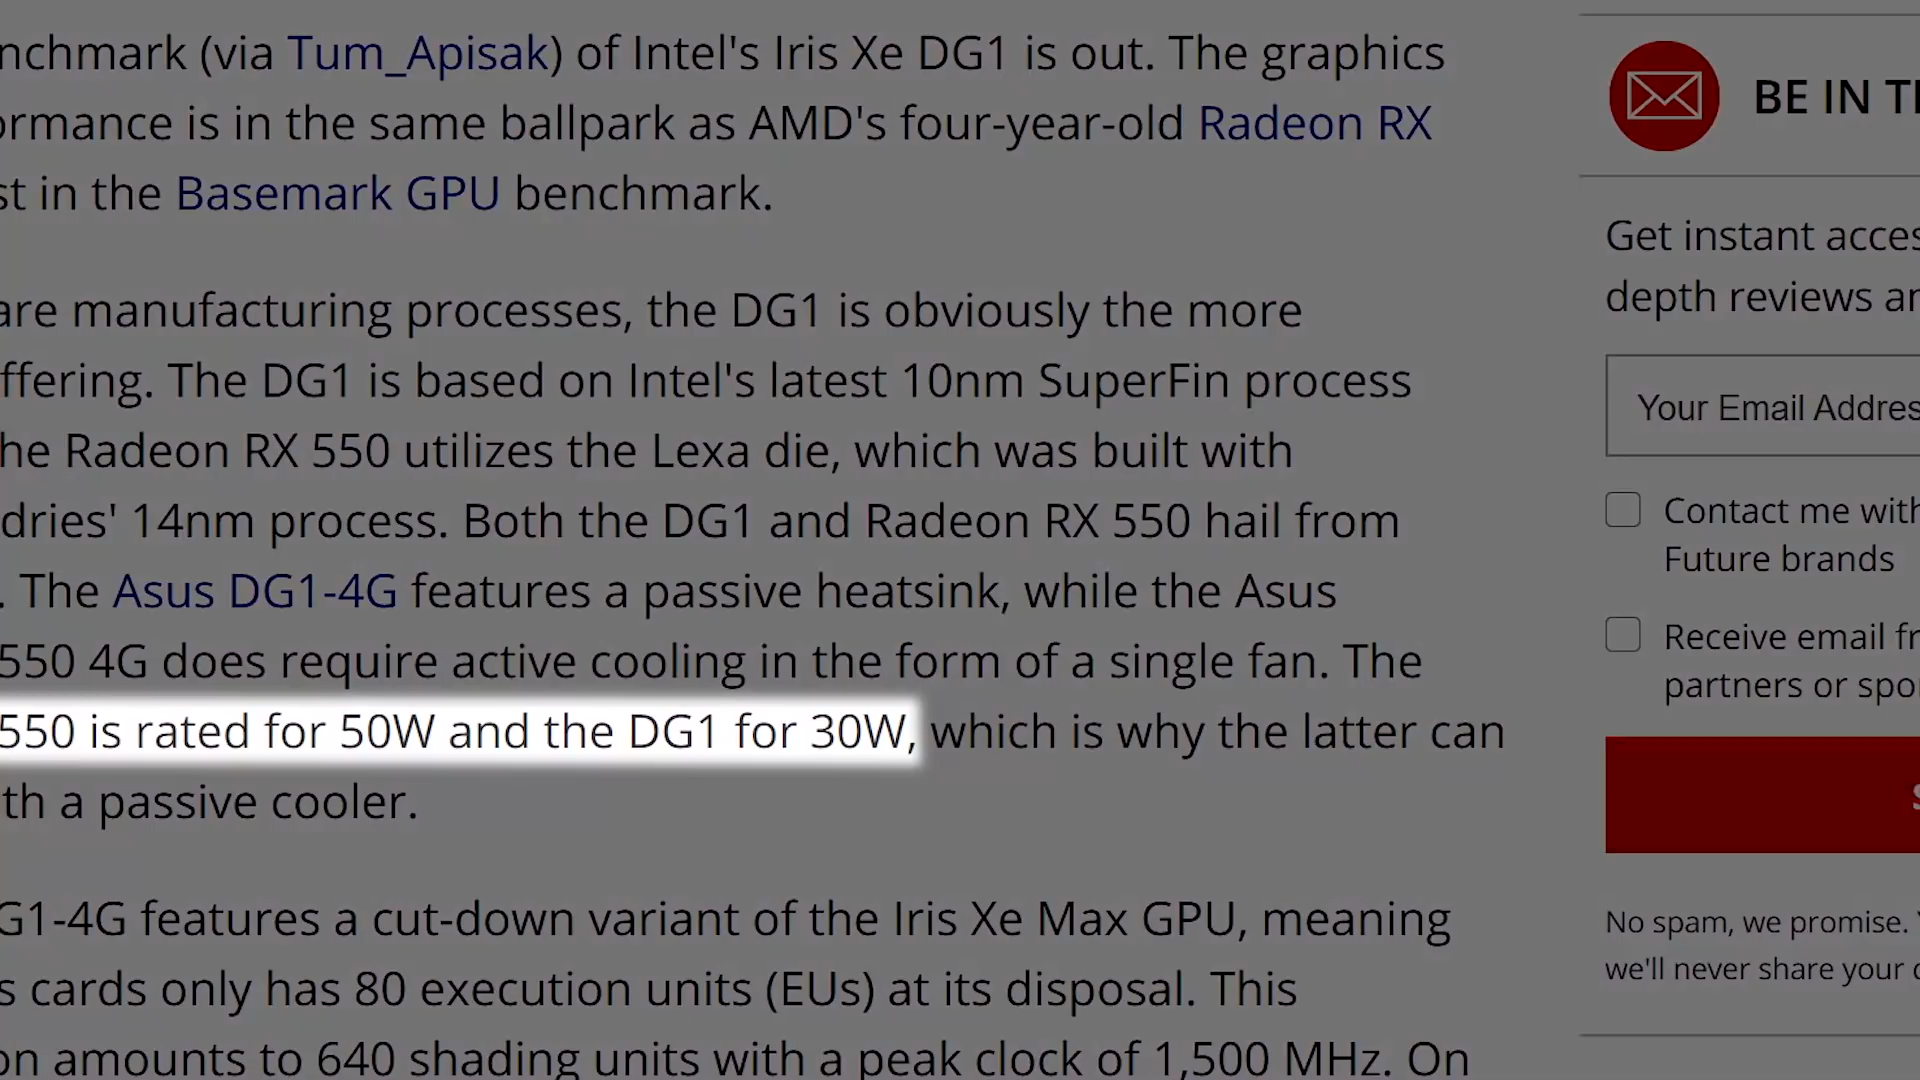 nchmark (via Tum_Apisak) of Intel's Iris Xe DG1 is out. The graphics
ormance is in the same ballpark as AMD's four-year-old Radeon RX
st in the Basemark GPU benchmark.
are manufacturing processes, the DG1 is obviously the more
ffering. The DG1 is based on Intel's latest 10nm SuperFin process
he Radeon RX 550 utilizes the Lexa die, which was built with
dries' 14nm process. Both the DG1 and Radeon RX 550 hail from
. The Asus DG1-4G features a passive heatsink, while the Asus
550 4G does require active cooling in the form of a single fan. The
550 is rated for 50W and the DG1 for 30W, which is why the latter can
th a passive cooler.
G1-4G features a cut-down variant of the Iris Xe Max GPU, meaning
s cards only has 80 execution units (EUs) at its disposal. This
on amounts to 640 shading units with a peak clock of 1,500 MHz. On
BE IN TH
Get instant acces
depth reviews an
Your Email Addres
Contact me with
Future brands
Receive email fr
partners or spo
S
No spam, we promise.
we'll never share your